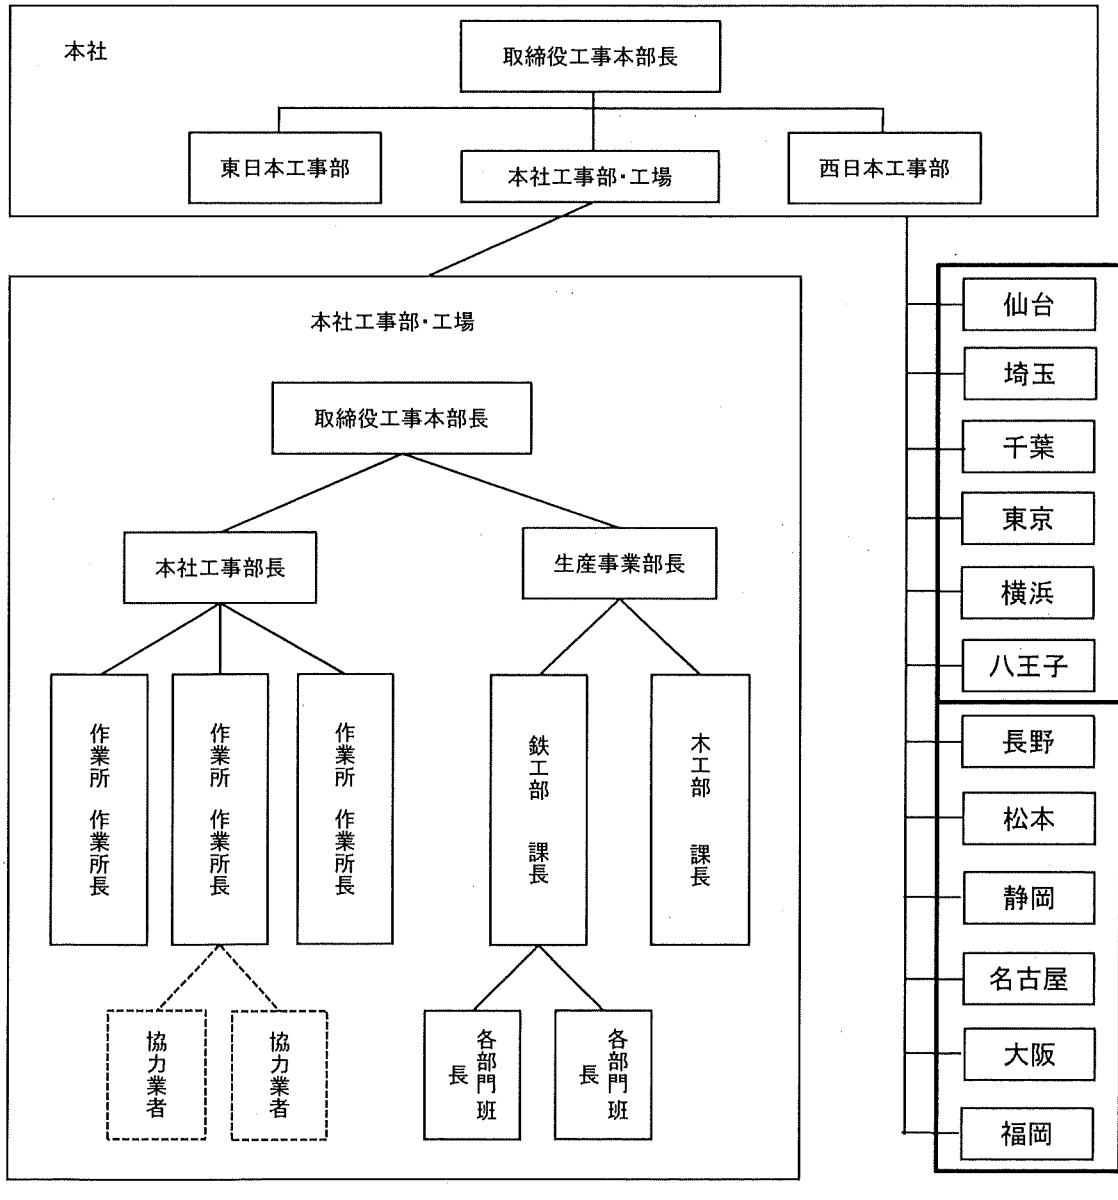 本社
取締役工事本部長
東日本工事部
本社工事部・工場
西日本工事部
本社工事部・工場
取締役工事本部長
本社工事部長
生産事業部長
作業所 作業所長
作業所 作業所長
作業所 作業所長
鉄工部 課長
木工部 課長
協力業者
協力業者
各部門班
長
各部門班
長
仙台
埼玉
千葉
東京
横浜
八王子
長野
松本
静岡
名古屋
大阪
福岡